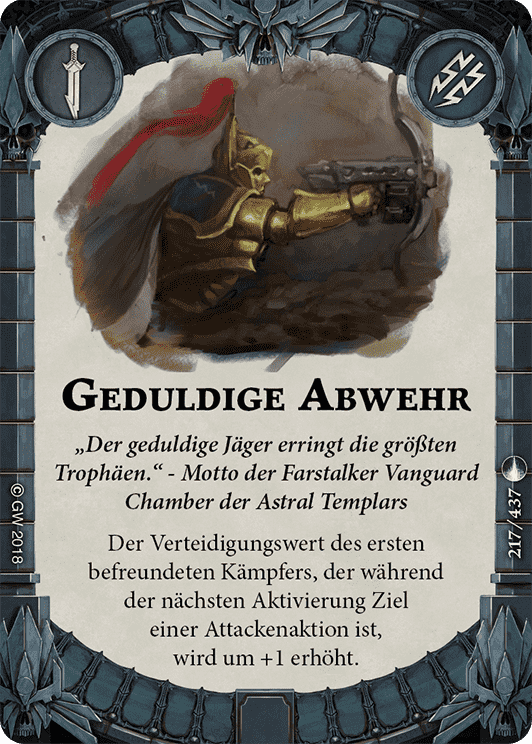 Geduldige Abwehr
„Der geduldige Jäger erringt die größten
Trophäen.“ - Motto der Farstalker Vanguard
Chamber der Astral Templars
Der Verteidigungswert des ersten
befreundeten Kämpfers, der während
der nächsten Aktivierung Ziel
einer Attackenaktion ist,
wird um +1 erhöht.
© GW 2018
217/437